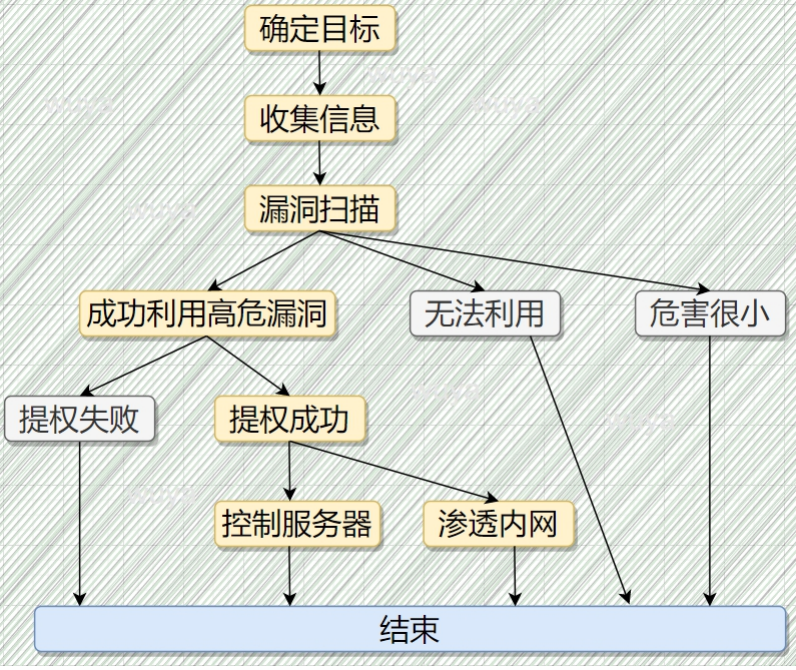 确定目标
收集信息
漏洞扫描
成功利用高危漏洞
无法利用
危害很小
提权失败
提权成功
控制服务器
渗透内网
结束